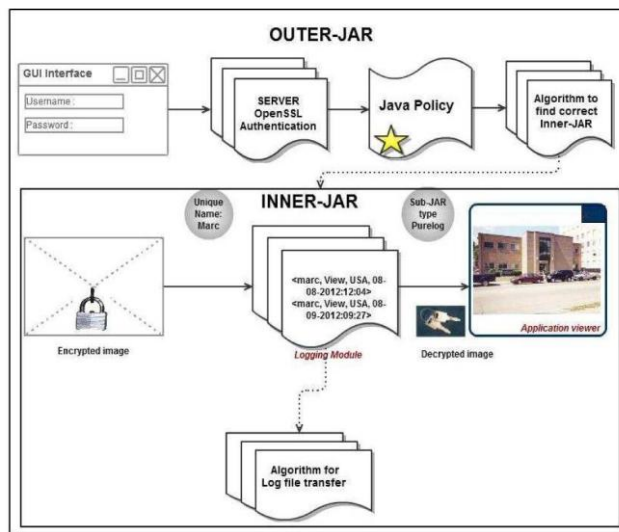 OUTER-JAR
GUI Interface
Username:
Password:
SERVER
OpenSSL
Authentication
Java Policy
Algorithm to
find correct
Inner-JAR
INNER-JAR
Unique
Name:
Marc
Sub-JAR
type
Purelog
<marc, View, USA, 08-
08-2012:12:04>
<marc, View, USA, 08-
09-2012:09:27>
Logging Module
Encrypted image
Decrypted image
Application viewer
Algorithm for
Log file transfer